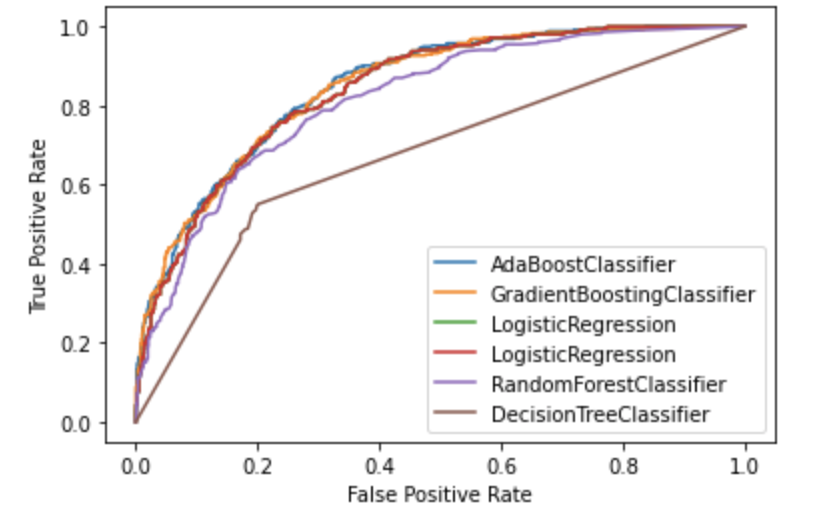 1.0
0.8
0.6
0.4
0.2
0.0
True Positive Rate
AdaBoostClassifier
GradientBoostingClassifier
LogisticRegression
LogisticRegression
RandomForestClassifier
DecisionTreeClassifier
0.0 0.2 0.4 0.6 0.8 1.0
False Positive Rate